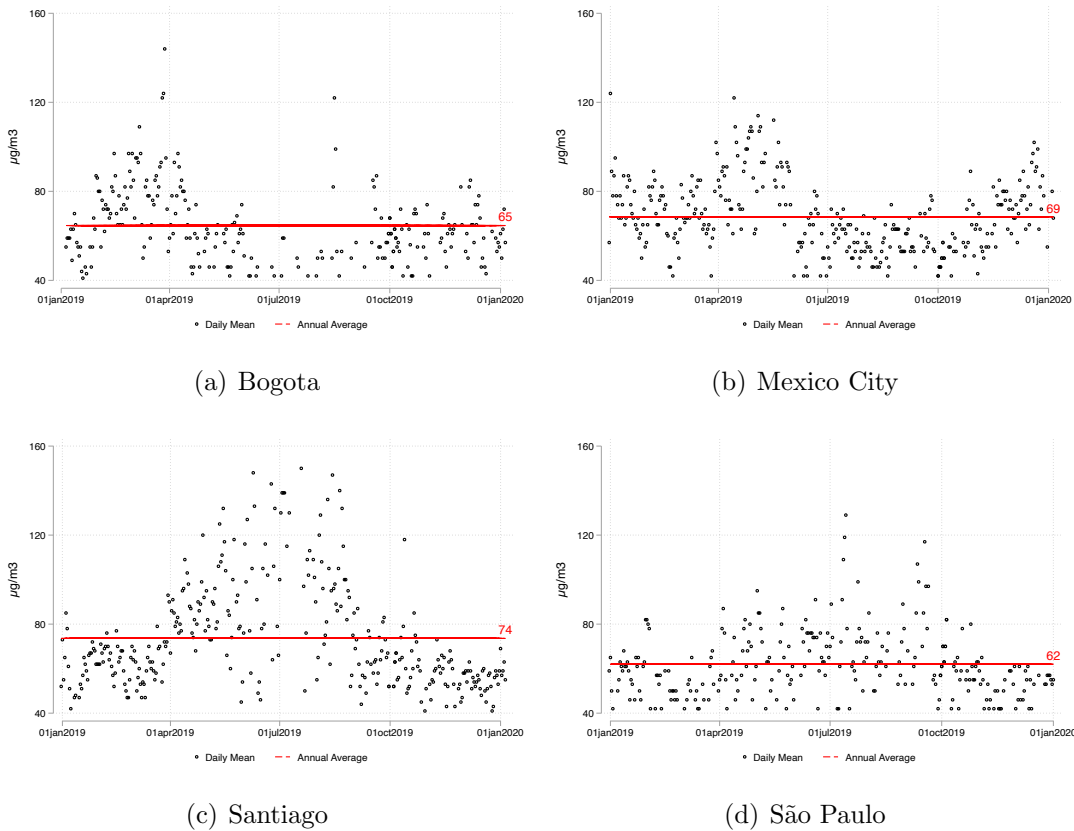 160
120
80
40
µg/m3
65
01jan2019 01apr2019 01jul2019 01oct2019 01jan2020
Daily Mean Annual Average
(a) Bogota
160
120
80
40
µg/m3
69
01jan2019 01apr2019 01jul2019 01oct2019 01jan2020
Daily Mean Annual Average
(b) Mexico City
160
120
80
40
µg/m3
74
01jan2019 01apr2019 01jul2019 01oct2019 01jan2020
Daily Mean Annual Average
(c) Santiago
160
120
80
40
µg/m3
62
01jan2019 01apr2019 01jul2019 01oct2019 01jan2020
Daily Mean Annual Average
(d) São Paulo